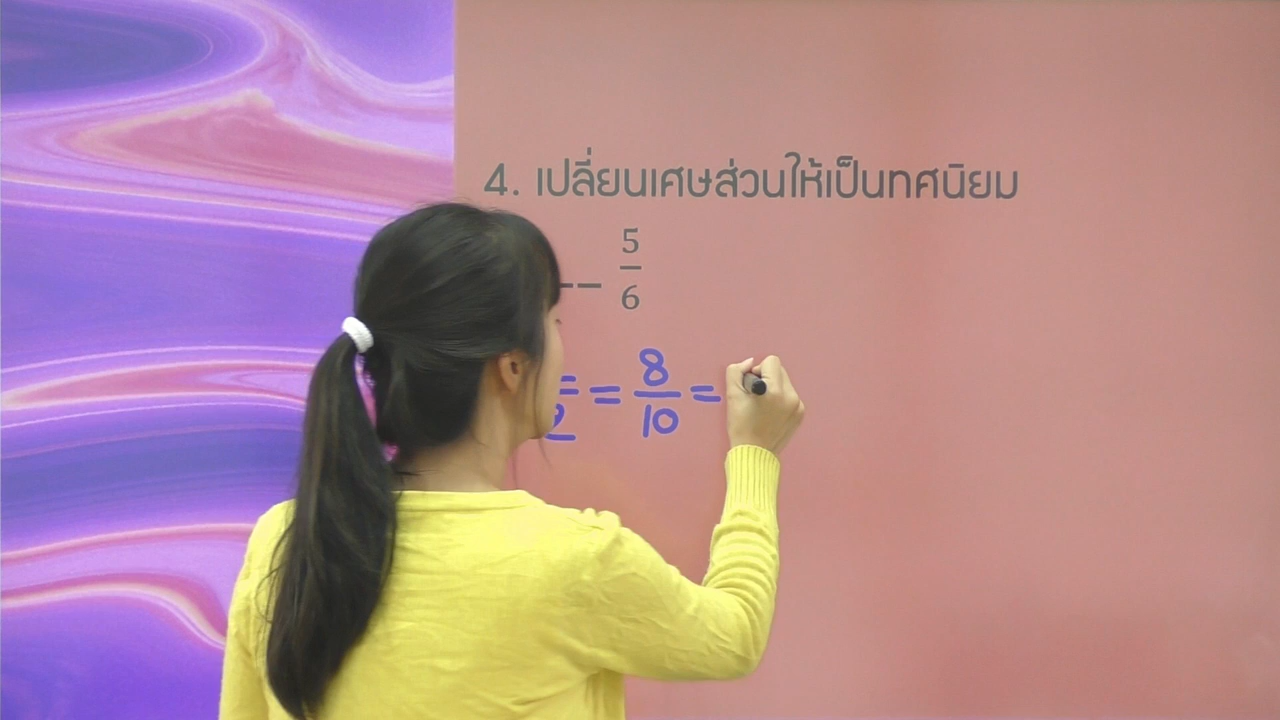 4. เปลี่ยนเศษส่วนให้เป็นทศนิยม
-- 5/6
= 8/10 =